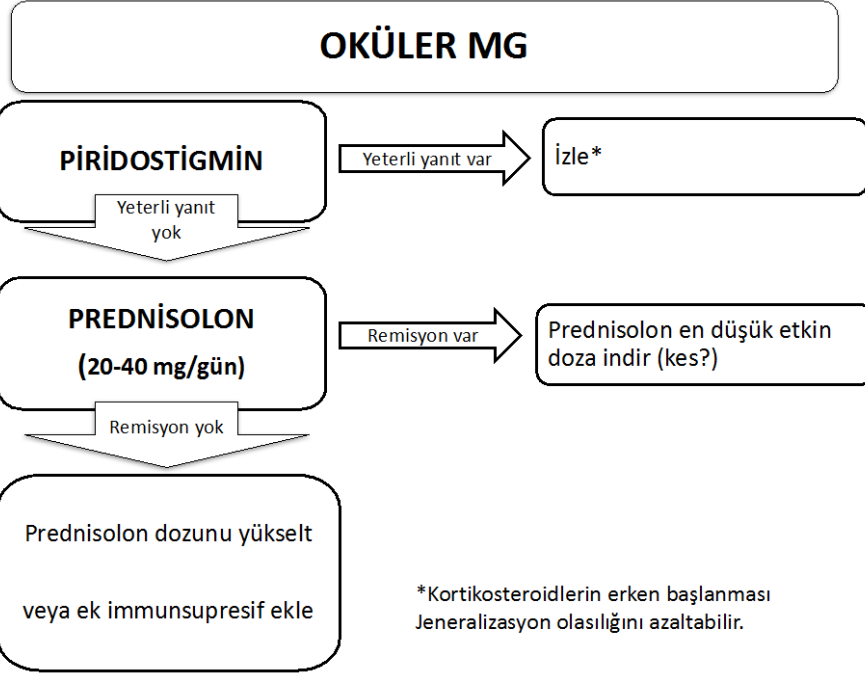 OKÜLER MG
PİRİDOSTİGMİN
Yeterli yanıt var
İzle*
Yeterli yanıt
yok
PREDNİSOLON
(20-40 mg/gün)
Remisyon var
Prednisolon en düşük etkin
doza indir (kes?)
Remisyon yok
Prednisolon dozunu yükselt
veya ek immunsupresif ekle
*Kortikosteroidlerin erken başlanması
Jeneralizasyon olasılığını azaltabilir.